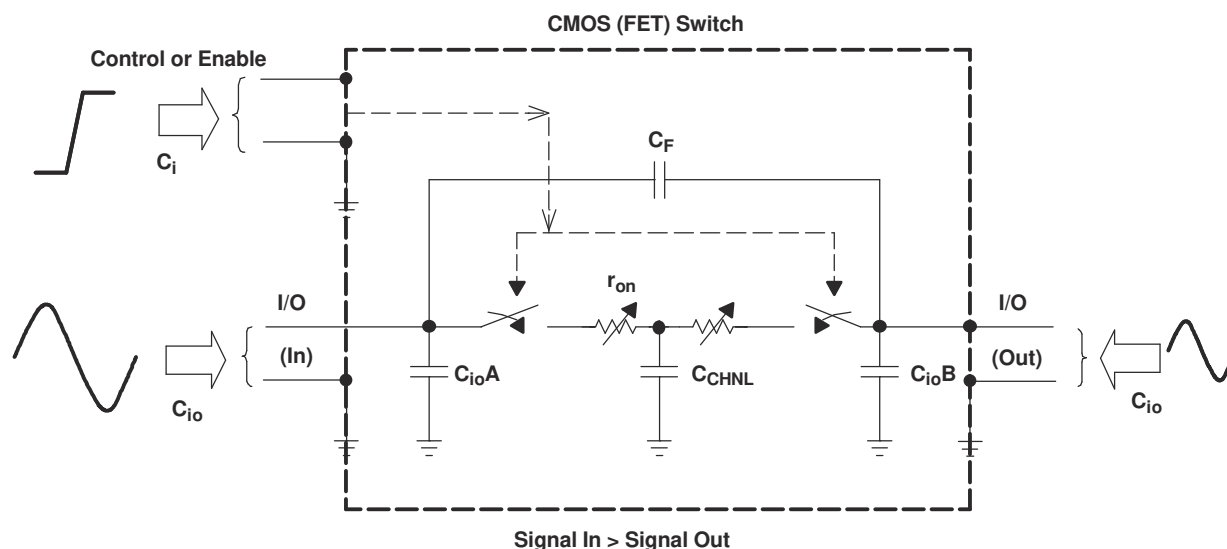 CMOS (FET) Switch
Control or Enable
C_i
C_F
r_on
I/O
(In)
C_io
C_ioA
C_CHNL
C_ioB
I/O
(Out)
C_io
Signal In > Signal Out